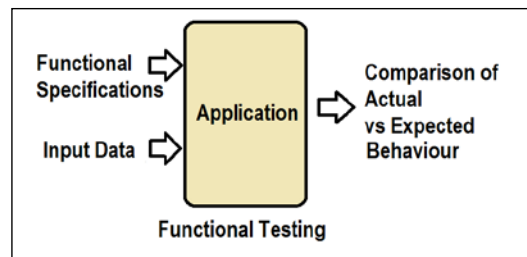 Functional
Specifications
Input Data
Application
Comparison of
Actual
vs Expected
Behaviour
Functional Testing